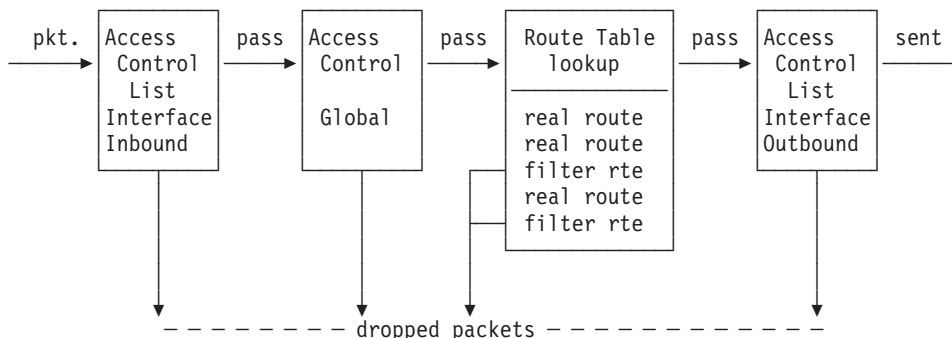 pkt. Access pass Access pass Route Table pass Access sent
Control Control lookup Control
List List
Interface Global real route Interface
Inbound real route Outbound
filter rte
real route
filter rte
dropped packets